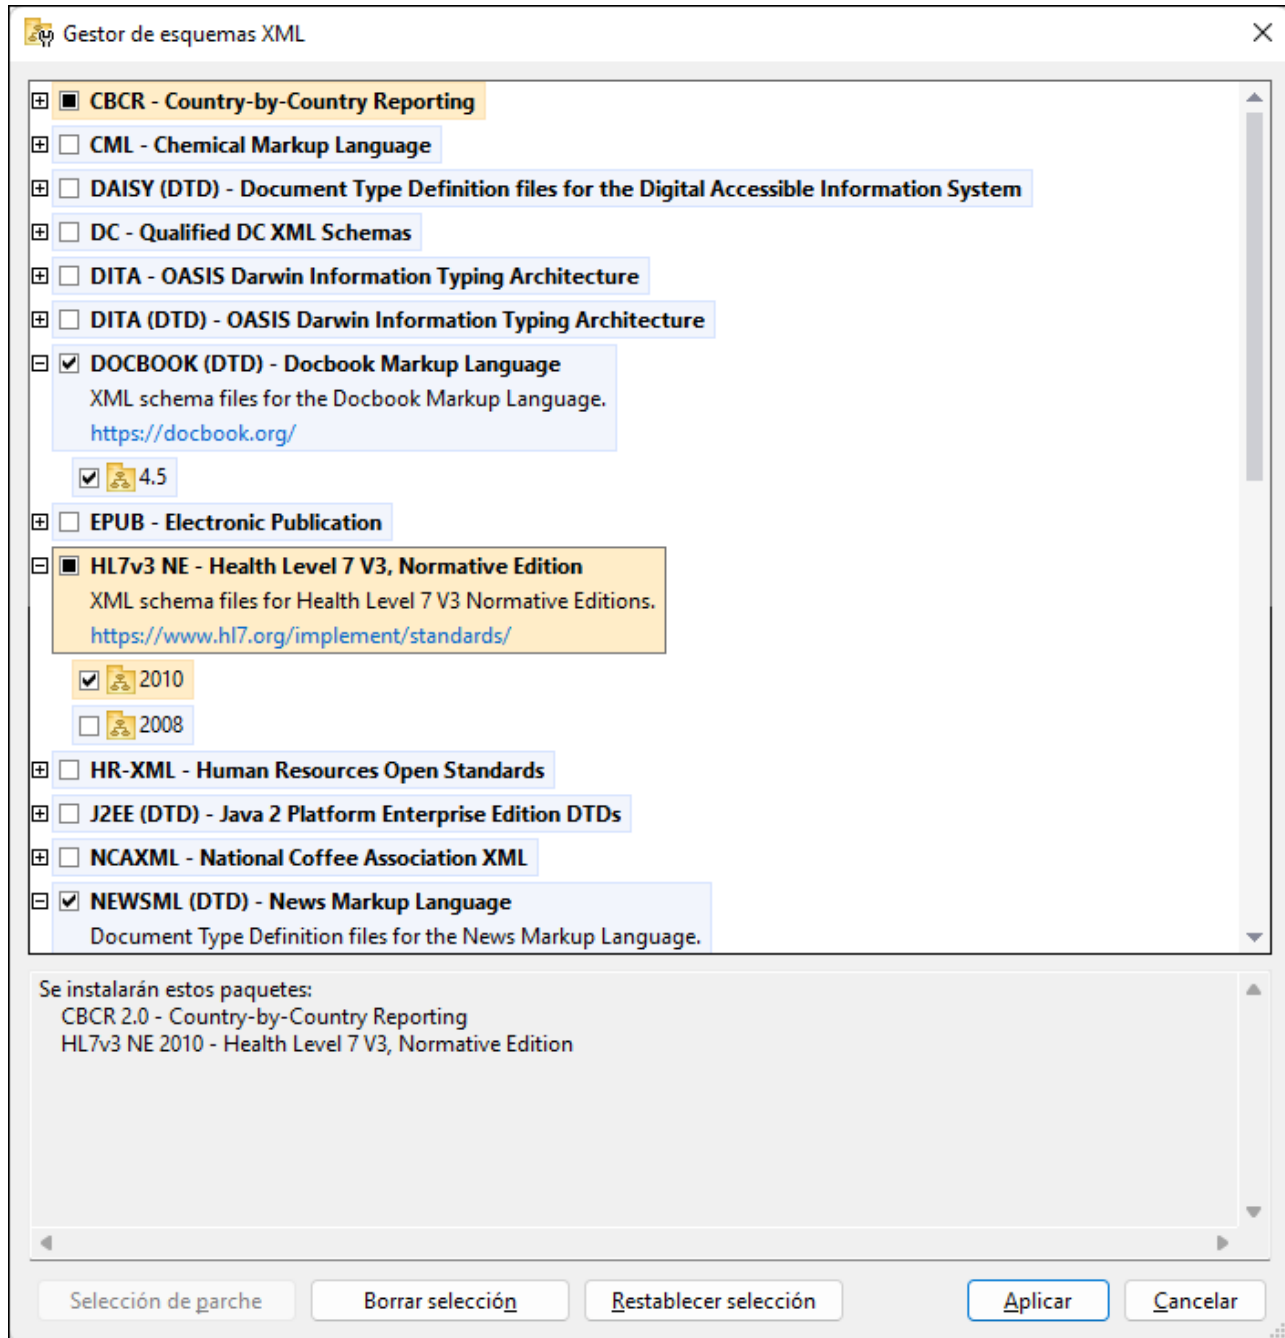 Gestor de esquemas XML
CBCR - Country-by-Country Reporting
CML - Chemical Markup Language
DAISY (DTD) - Document Type Definition files for the Digital Accessible Information System
DC - Qualified DC XML Schemas
DITA - OASIS Darwin Information Typing Architecture
DITA (DTD) - OASIS Darwin Information Typing Architecture
DOCBOOK (DTD) - Docbook Markup Language
XML schema files for the Docbook Markup Language.
https://docbook.org/
4.5
EPUB - Electronic Publication
HL7v3 NE - Health Level 7 V3, Normative Edition
XML schema files for Health Level 7 V3 Normative Editions.
https://www.hl7.org/implement/standards/
2010
2008
HR-XML - Human Resources Open Standards
J2EE (DTD) - Java 2 Platform Enterprise Edition DTDs
NCAXML - National Coffee Association XML
NEWSML (DTD) - News Markup Language
Document Type Definition files for the News Markup Language.
Se instalarán estos paquetes:
CBCR 2.0 - Country-by-Country Reporting
HL7v3 NE 2010 - Health Level 7 V3, Normative Edition
Selección de parche Borrar selección Restablecer selección Aplicar Cancelar